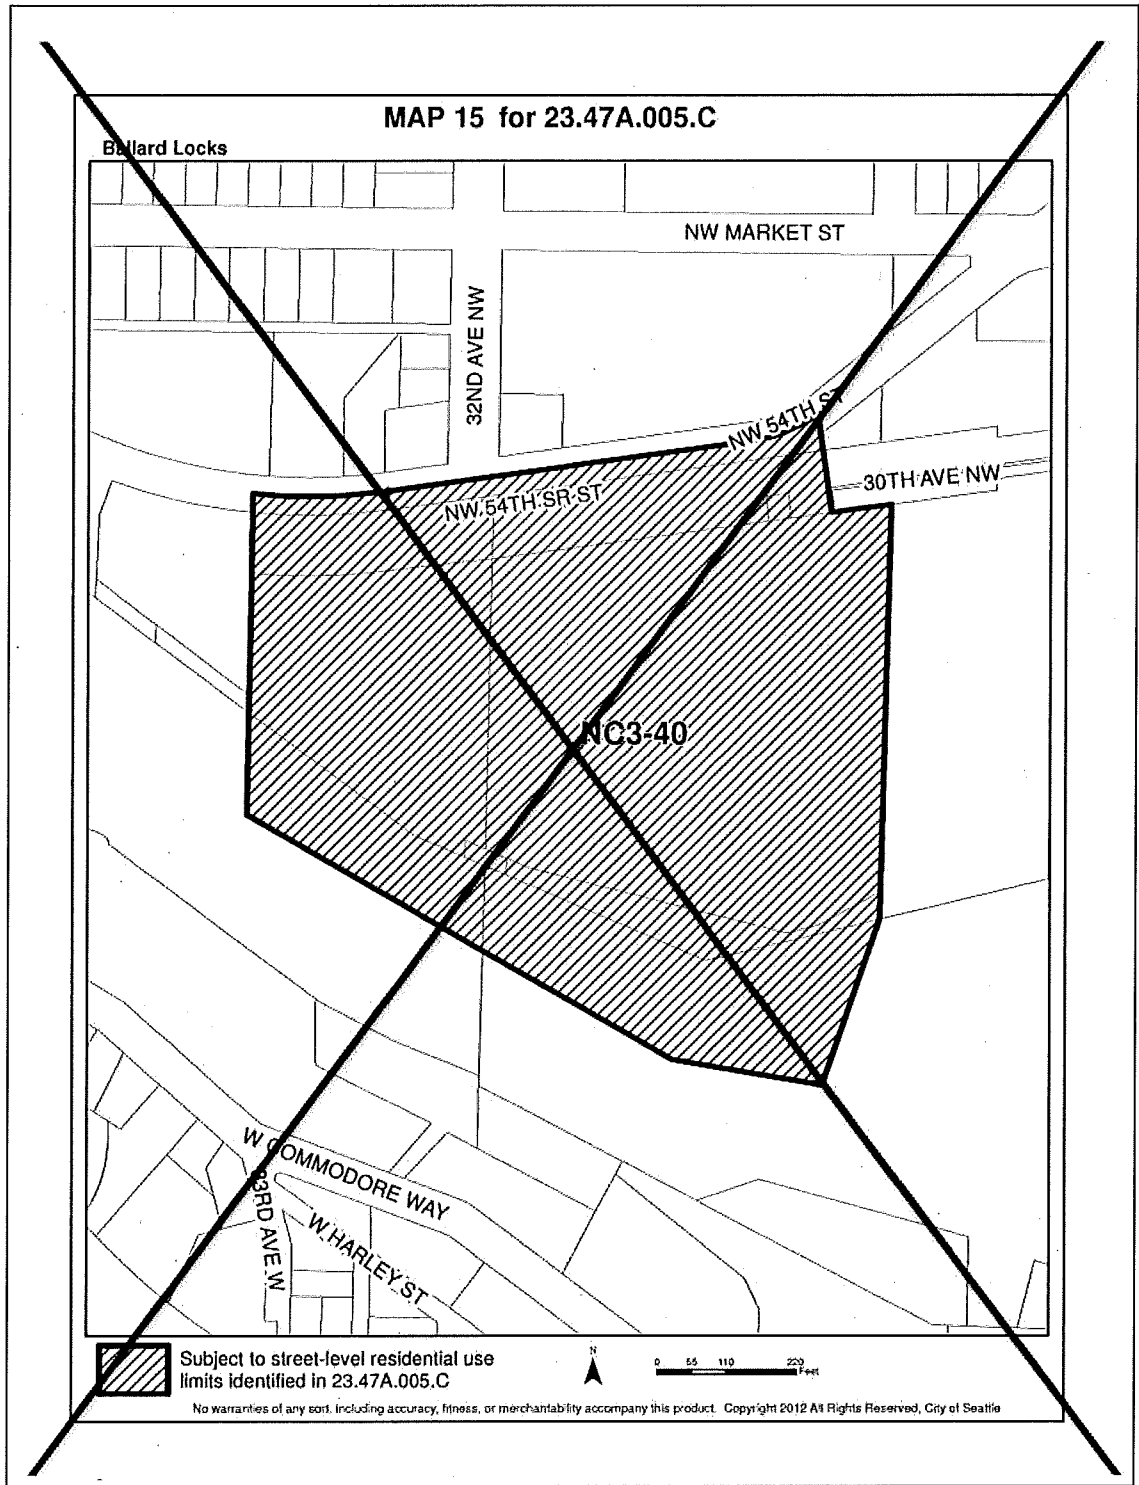 MAP 15 for 23.47A.005.C
Ballard Locks
NW MARKET ST
32ND AVE NW
NW 54TH ST
30TH AVE NW
NW 54TH SR ST
NC3-40
W COMMODORE WAY
33RD AVE W
W HARLEY ST
Subject to street-level residential use
limits identified in 23.47A.005.C
N
0 55 110 220
Feet
No warranties of any sort, including accuracy, fitness, or merchantability accompany this product. Copyright 2012 All Rights Reserved, City of Seattle